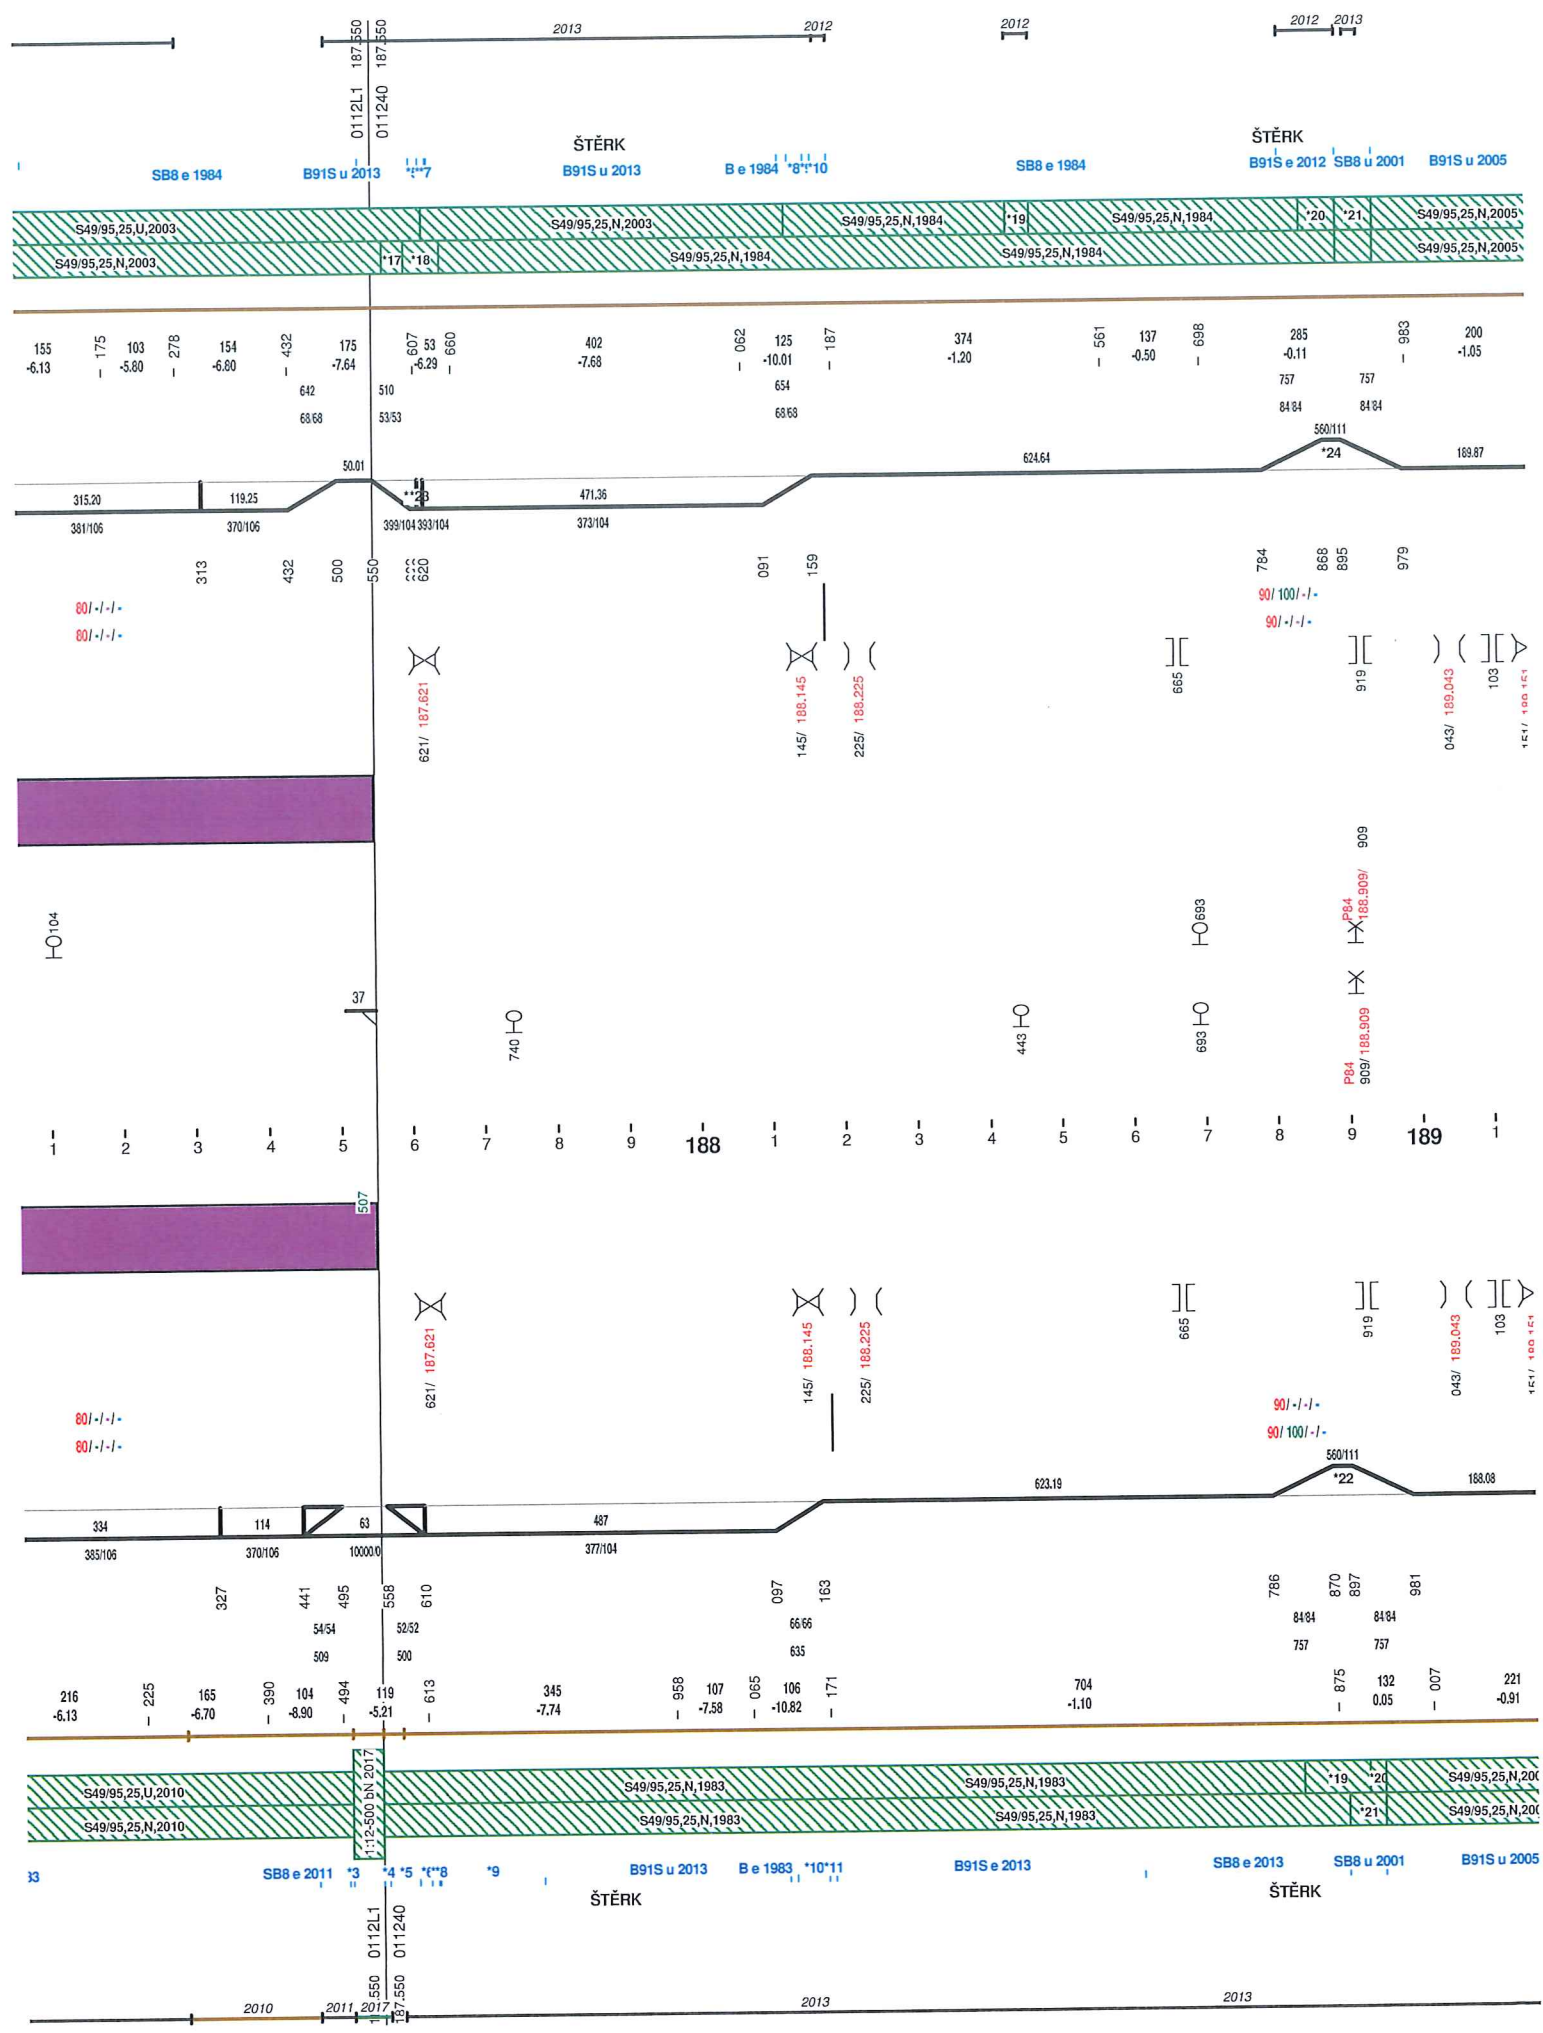 2013 2012 2012 2012 2013
0112L1 187.550
011240 187.550
ŠTĚRK ŠTĚRK
SB8 e 1984 B91S u 2013 B91S u 2013 B e 1984 *10 SB8 e 1984 B91S e 2012 SB8 u 2001 B91S u 2005
S49/95,25,U,2003 S49/95,25,N,2003 S49/95,25,N,1984 *19 S49/95,25,N,1984 *20 *21 S49/95,25,N,2005
S49/95,25,N,2003 *17 *18 S49/95,25,N,1984 S49/95,25,N,1984 S49/95,25,N,2005
155 175 103 278 154 432 175 607 53 660 402 062 125 187 374 561 137 698 285 983 200
-6.13 -5.80 -6.80 -7.64 -6.29 -7.68 -10.01 -1.20 -0.50 -0.11 -1.05
642 510 654 757 757
68/68 53/53 68/68 84/84 84/84
560/111
50.01 624.64 *24 189.87
315.20 119.25 **23 471.36
381/106 370/106 399/104 393/104 373/104
313 432 500 550 620 091 159 784 868 895 979
80/-/-/- 90/ 100/-/-
80/-/-/- 90/-/-/-
621/ 187.621 145/ 188.145 225/ 188.225 665 919 043/ 189.043 103
104 693 P84 188.909/ 909
37
740 443 693 P84 909/ 188.909
1 2 3 4 5 6 7 8 9 188 1 2 3 4 5 6 7 8 9 189 1
507
621/ 187.621 145/ 188.145 225/ 188.225 665 919 043/ 189.043 103
80/-/-/- 90/-/-/-
80/-/-/- 90/ 100/-/-
560/111
623.19 *22 188.08
334 114 63 487
385/106 370/106 10000/0 377/104
327 441 495 558 610 097 163 786 870 897 981
54/54 52/52 66/66 84/84 84/84
509 500 635 757 757
216 225 165 390 104 494 119 613 345 958 107 065 106 171 704 875 132 007 221
-6.13 -6.70 -8.90 -5.21 -7.74 -7.58 -10.82 -1.10 0.05 -0.91
1:12-500 bN 2017
S49/95,25,U,2010 S49/95,25,N,1983 S49/95,25,N,1983 *19 *20 S49/95,25,N,200
S49/95,25,N,2010 S49/95,25,N,1983 S49/95,25,N,1983 *21 S49/95,25,N,200
SB8 e 2011 *3 *4 *5 *8 *9 B91S u 2013 B e 1983 *10 *11 B91S e 2013 SB8 e 2013 SB8 u 2001 B91S u 2005
ŠTĚRK ŠTĚRK
0112L1
187.550 011240
2010 2011 2017 2013 2013